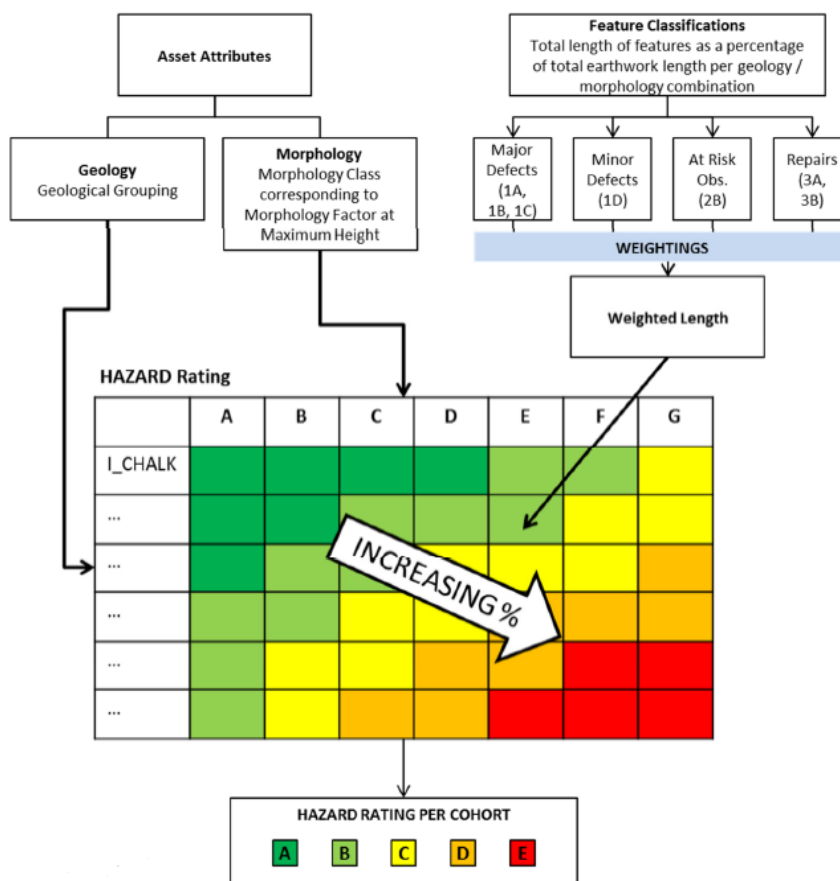 Asset Attributes
Feature Classifications
Total length of features as a percentage
of total earthwork length per geology /
morphology combination
Geology
Geological Grouping
Morphology
Morphology Class
corresponding to
Morphology Factor at
Maximum Height
Major
Defects
(1A,
1B, 1C)
Minor
Defects
(1D)
At Risk
Obs.
(2B)
Repairs
(3A,
3B)
WEIGHTINGS
Weighted Length
HAZARD Rating
A B C D E F G
I_CHALK
...
...
...
...
...
INCREASING %
HAZARD RATING PER COHORT
A B C D E